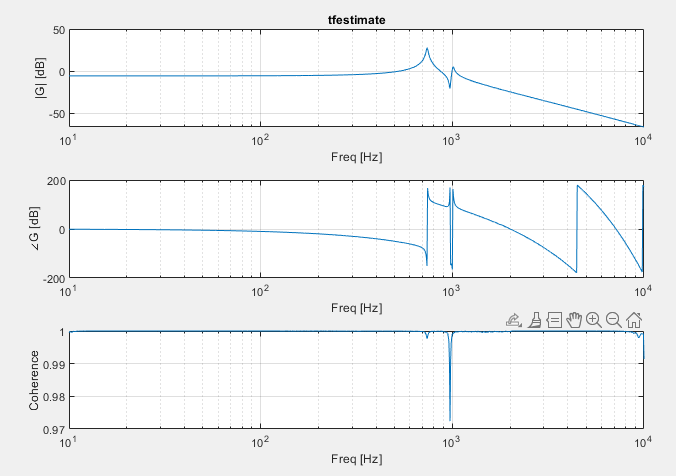 tfestimate
50
0
-50
|G| [dB]
10^1 10^2 10^3 10^4
Freq [Hz]
200
0
-200
∠G [dB]
10^1 10^2 10^3 10^4
Freq [Hz]
1
0.99
0.98
0.97
Coherence
10^1 10^2 10^3 10^4
Freq [Hz]